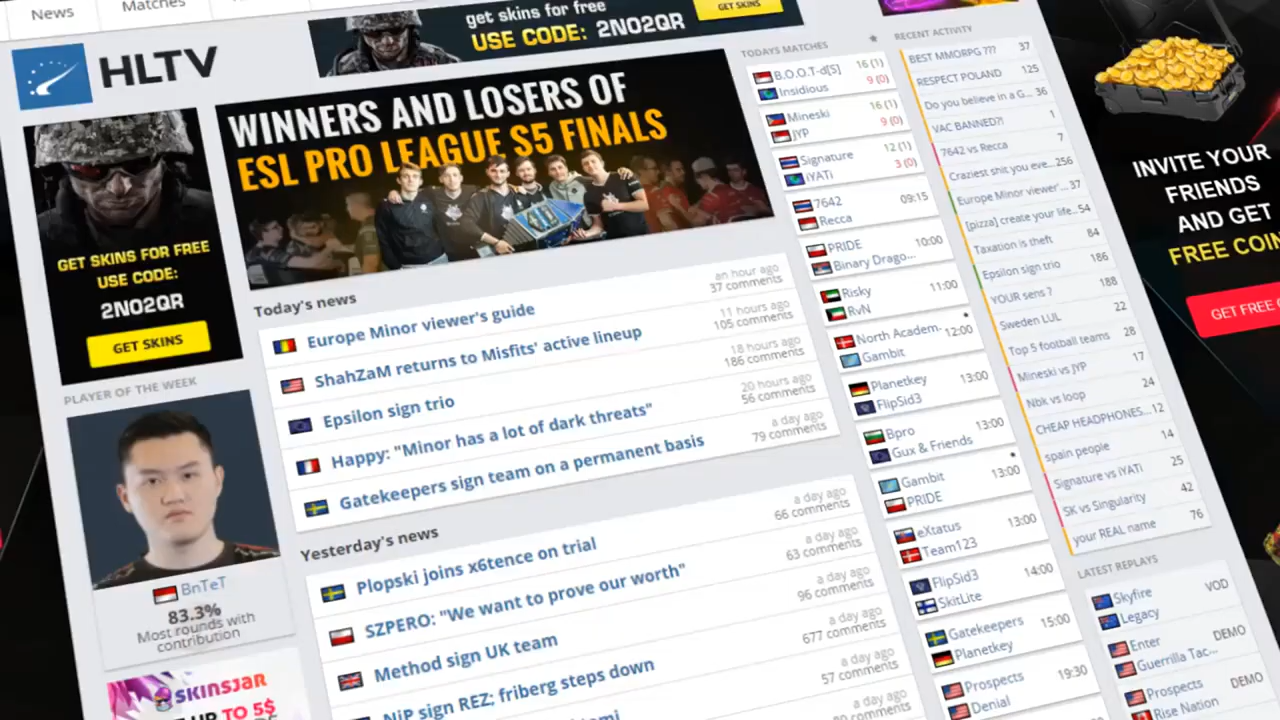 News
Matches
get skins for free
USE CODE: 2NO2QR
GET SKINS
HLTV
GET SKINS FOR FREE
USE CODE:
2NO2QR
GET SKINS
PLAYER OF THE WEEK
BnTeT
83.3%
Most rounds with
contribution
SKINSJAR
UP TO 5$
WINNERS AND LOSERS OF
ESL PRO LEAGUE S5 FINALS
Today's news
Europe Minor viewer's guide
an hour ago
37 comments
ShahZaM returns to Misfits' active lineup
11 hours ago
105 comments
Epsilon sign trio
18 hours ago
186 comments
Happy: "Minor has a lot of dark threats"
20 hours ago
56 comments
Gatekeepers sign team on a permanent basis
a day ago
79 comments
Yesterday's news
Plopski joins x6tence on trial
a day ago
66 comments
SZPERO: "We want to prove our worth"
a day ago
63 comments
Method sign UK team
a day ago
96 comments
NiP sign REZ; friberg steps down
a day ago
677 comments
a day ago
57 comments
a day ago
TODAYS MATCHES
B.O.O.T-d[S] 16 (1)
Insidious 9 (0)
Mineski 16 (1)
JYP 9 (0)
Signature 12 (1)
iYATi 3 (0)
7642
Recca
09:15
PRIDE
Binary Drago...
10:00
Risky
RvN
11:00
North Academ.
Gambit
12:00
Planetkey
FlipSid3
13:00
Bpro
Gux & Friends
13:00
Gambit
PRIDE
13:00
eXtatus
Team123
13:00
FlipSid3
SkitLite
14:00
Gatekeepers
Planetkey
15:00
Prospects
Denial
19:30
RECENT ACTIVITY
BEST MMORPG ??? 37
RESPECT POLAND 125
Do you believe in a G... 36
VAC BANNED?! 1
7642 vs Recca 7
Craziest shit you eve... 256
Europe Minor viewer'... 37
[pizza] create your life... 54
Taxation is theft 84
Epsilon sign trio 186
YOUR sens ? 188
Sweden LUL 22
Top 5 football teams 28
Mineski vs JYP 17
Nbk vs loop 24
CHEAP HEADPHONES... 12
spain people 14
Signature vs iYATi 25
SK vs Singularity 42
your REAL name 76
LATEST REPLAYS
Skyfire
Legacy
VOD
Enter
Guerrilla Tac...
DEMO
Prospects
Rise Nation
DEMO
INVITE YOUR
FRIENDS
AND GET
FREE COIN
GET FREE